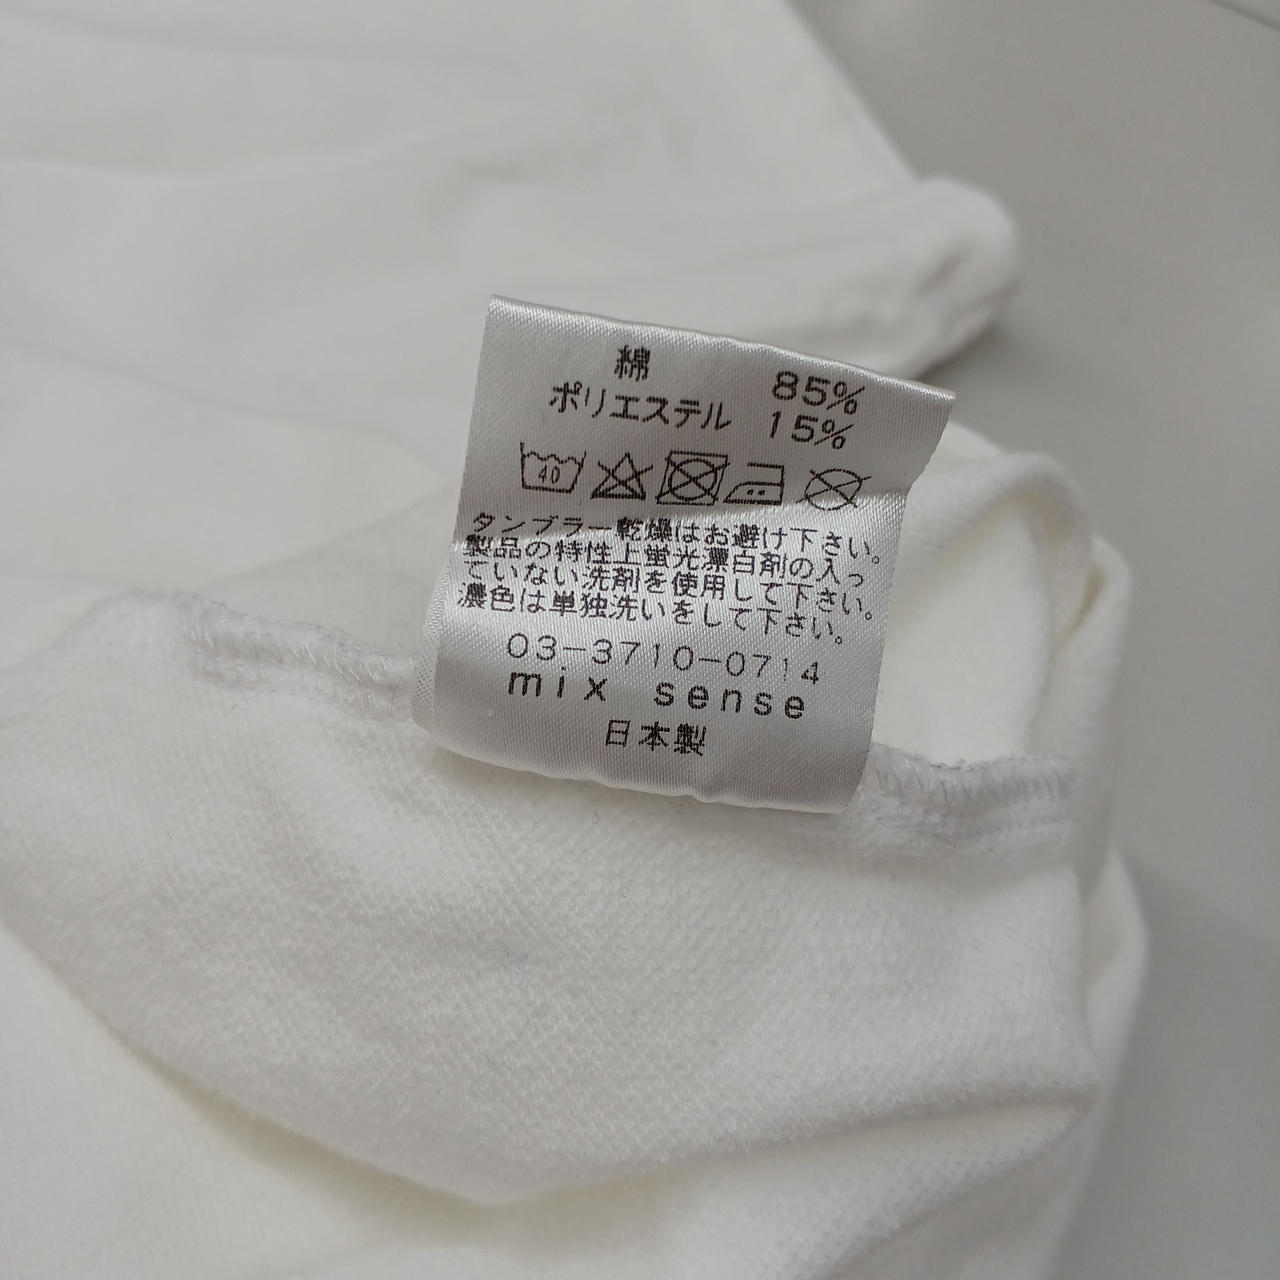 綿 85%
ポリエステル 15%
40
タンブラー乾燥はお避け下さい。
製品の特性上蛍光漂白剤の入っ
ていない洗剤を使用して下さい。
濃色は単独洗いをして下さい。
03-3710-0714
mix sense
日本製